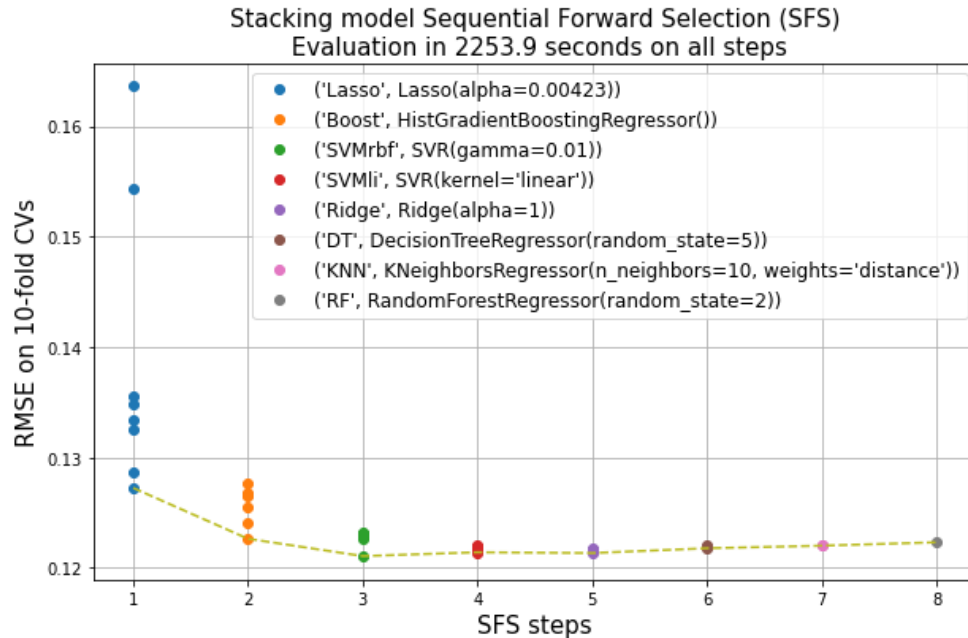 Stacking model Sequential Forward Selection (SFS)
Evaluation in 2253.9 seconds on all steps
RMSE on 10-fold CVs
0.16
0.15
0.14
0.13
0.12
('Lasso', Lasso(alpha=0.00423))
('Boost', HistGradientBoostingRegressor())
('SVMrbf', SVR(gamma=0.01))
('SVMli', SVR(kernel='linear'))
('Ridge', Ridge(alpha=1))
('DT', DecisionTreeRegressor(random_state=5))
('KNN', KNeighborsRegressor(n_neighbors=10, weights='distance'))
('RF', RandomForestRegressor(random_state=2))
1 2 3 4 5 6 7 8
SFS steps